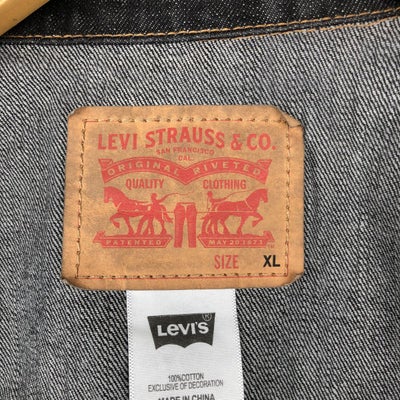 LEVI STRAUSS & CO.
SAN FRANCISCO
CAL.
ORIGINAL RIVETED
QUALITY CLOTHING
PATENTED MAY 20 1873
SIZE XL
LEVI'S®
100%COTTON
EXCLUSIVE OF DECORATION
MADE IN CHINA